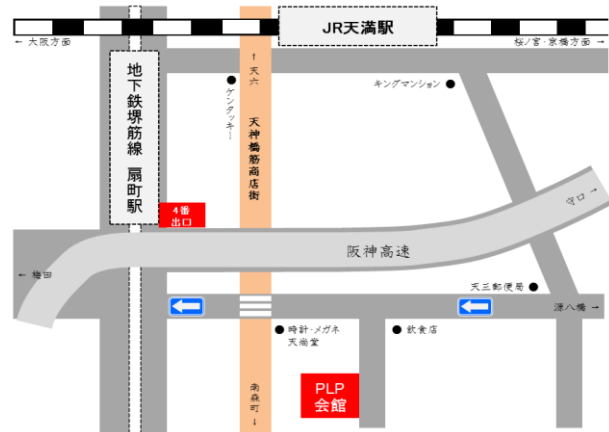 JR天満駅
← 大阪方面
桜ノ宮・京橋方面 →
地下鉄堺筋線 扇町駅
← 天六
ケンタッキー
キングマンション
天神橋筋商店街
4番
出口
守口 →
阪神高速
← 梅田
天三郵便局
源八橋 →
時計・メガネ
天尚堂
飲食店
PLP
会館
南森町 →